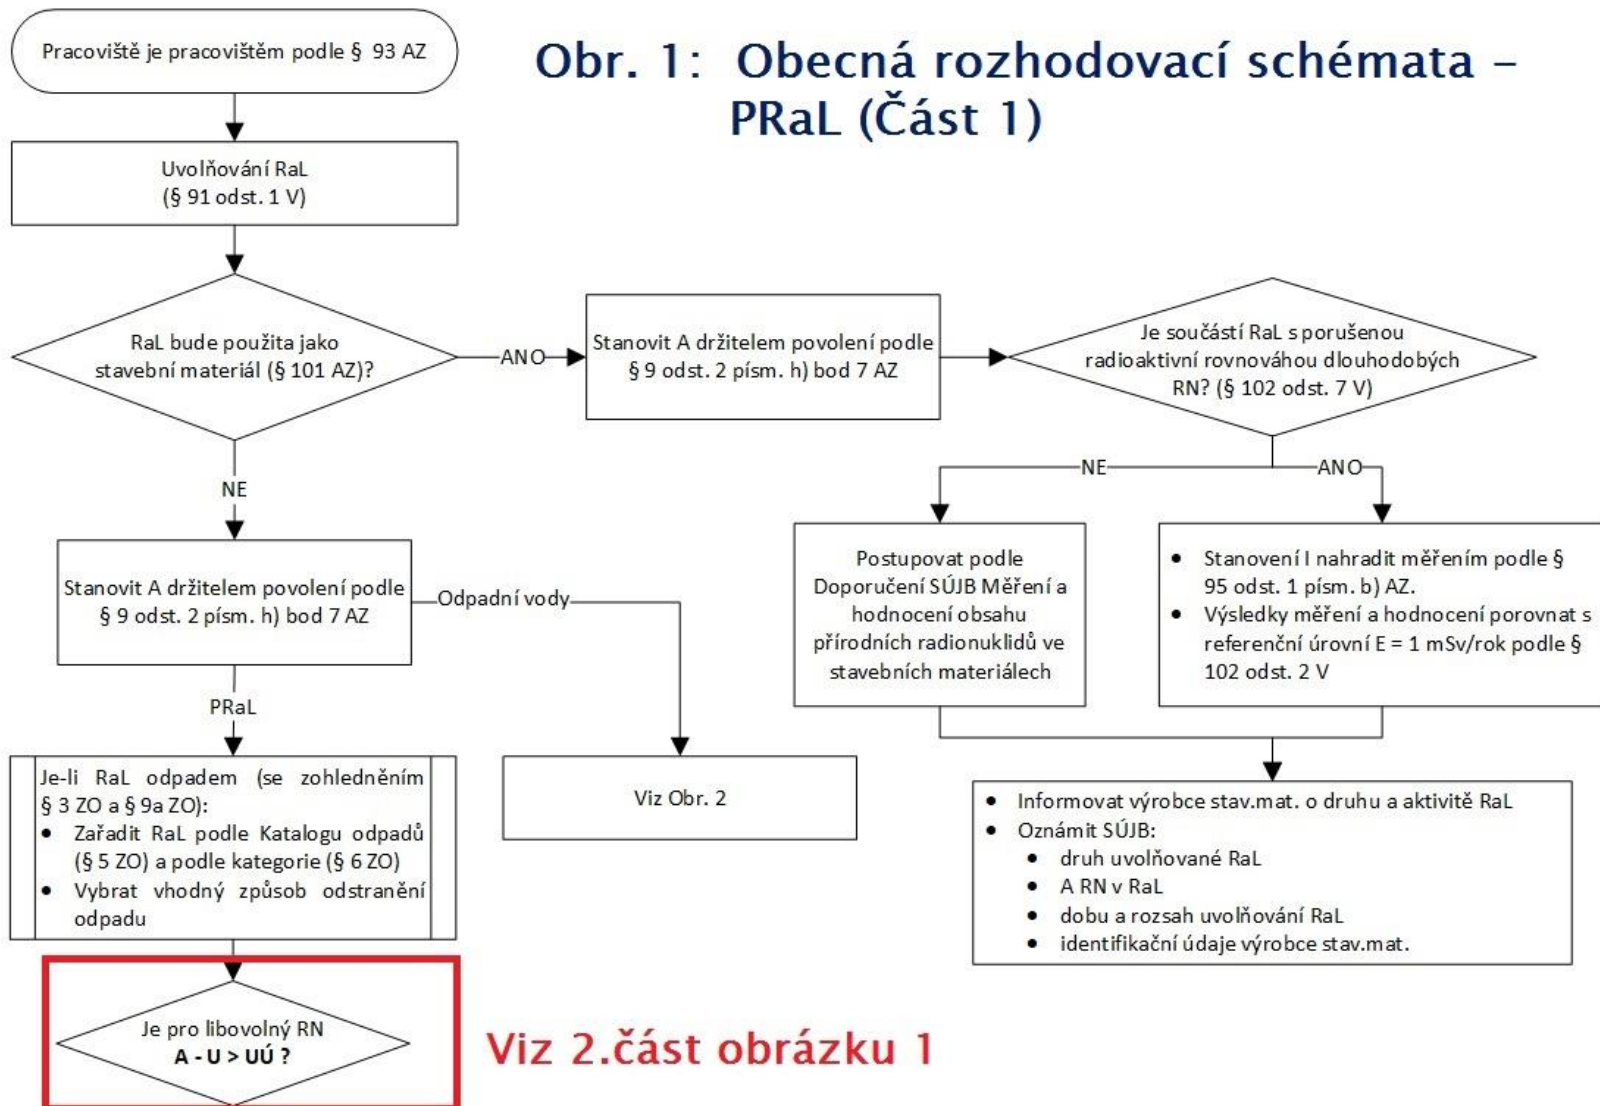 Obr. 1: Obecná rozhodovací schémata –
PRaL (Část 1)
Pracoviště je pracovištěm podle § 93 AZ
Uvolňování RaL
(§ 91 odst. 1 V)
RaL bude použita jako
stavební materiál (§ 101 AZ)?
ANO
Stanovit A držitelem povolení podle
§ 9 odst. 2 písm. h) bod 7 AZ
Je součástí RaL s porušenou
radioaktivní rovnováhou dlouhodobých
RN? (§ 102 odst. 7 V)
NE
ANO
Postupovat podle
Doporučení SÚJB Měření a
hodnocení obsahu
přírodních radionuklidů ve
stavebních materiálech
• Stanovení I nahradit měřením podle §
95 odst. 1 písm. b) AZ.
• Výsledky měření a hodnocení porovnat s
referenční úrovní E = 1 mSv/rok podle §
102 odst. 2 V
• Informovat výrobce stav.mat. o druhu a aktivitě RaL
• Oznámit SÚJB:
• druh uvolňované RaL
• A RN v RaL
• dobu a rozsah uvolňování RaL
• identifikační údaje výrobce stav.mat.
NE
Stanovit A držitelem povolení podle
§ 9 odst. 2 písm. h) bod 7 AZ
Odpadní vody
Viz Obr. 2
PRaL
Je-li RaL odpadem (se zohledněním
§ 3 ZO a § 9a ZO):
• Zařadit RaL podle Katalogu odpadů
(§ 5 ZO) a podle kategorie (§ 6 ZO)
• Vybrat vhodný způsob odstranění
odpadu
Je pro libovolný RN
A - U > UÚ ?
Viz 2.část obrázku 1